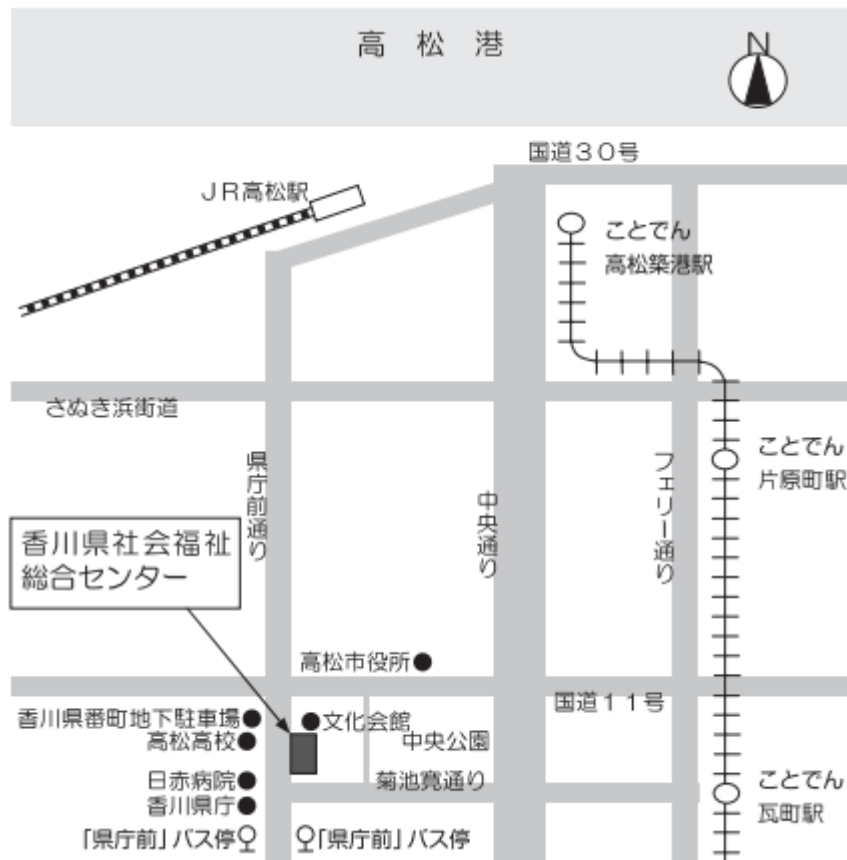 高松港
N
国道30号
JR高松駅
ことでん
高松築港駅
さぬき浜街道
県庁前通り
中央通り
フェリー通り
ことでん
片原町駅
香川県社会福祉
総合センター
高松市役所
国道11号
香川県番町地下駐車場
文化会館
高松高校
中央公園
日赤病院
菊池寛通り
ことでん
瓦町駅
香川県庁
「県庁前」バス停
「県庁前」バス停